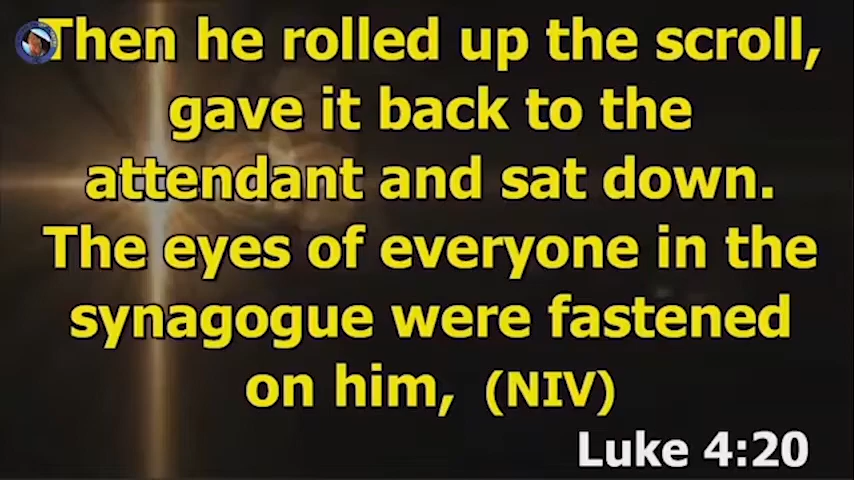 Then he rolled up the scroll,
gave it back to the
attendant and sat down.
The eyes of everyone in the
synagogue were fastened
on him, (NIV)
Luke 4:20